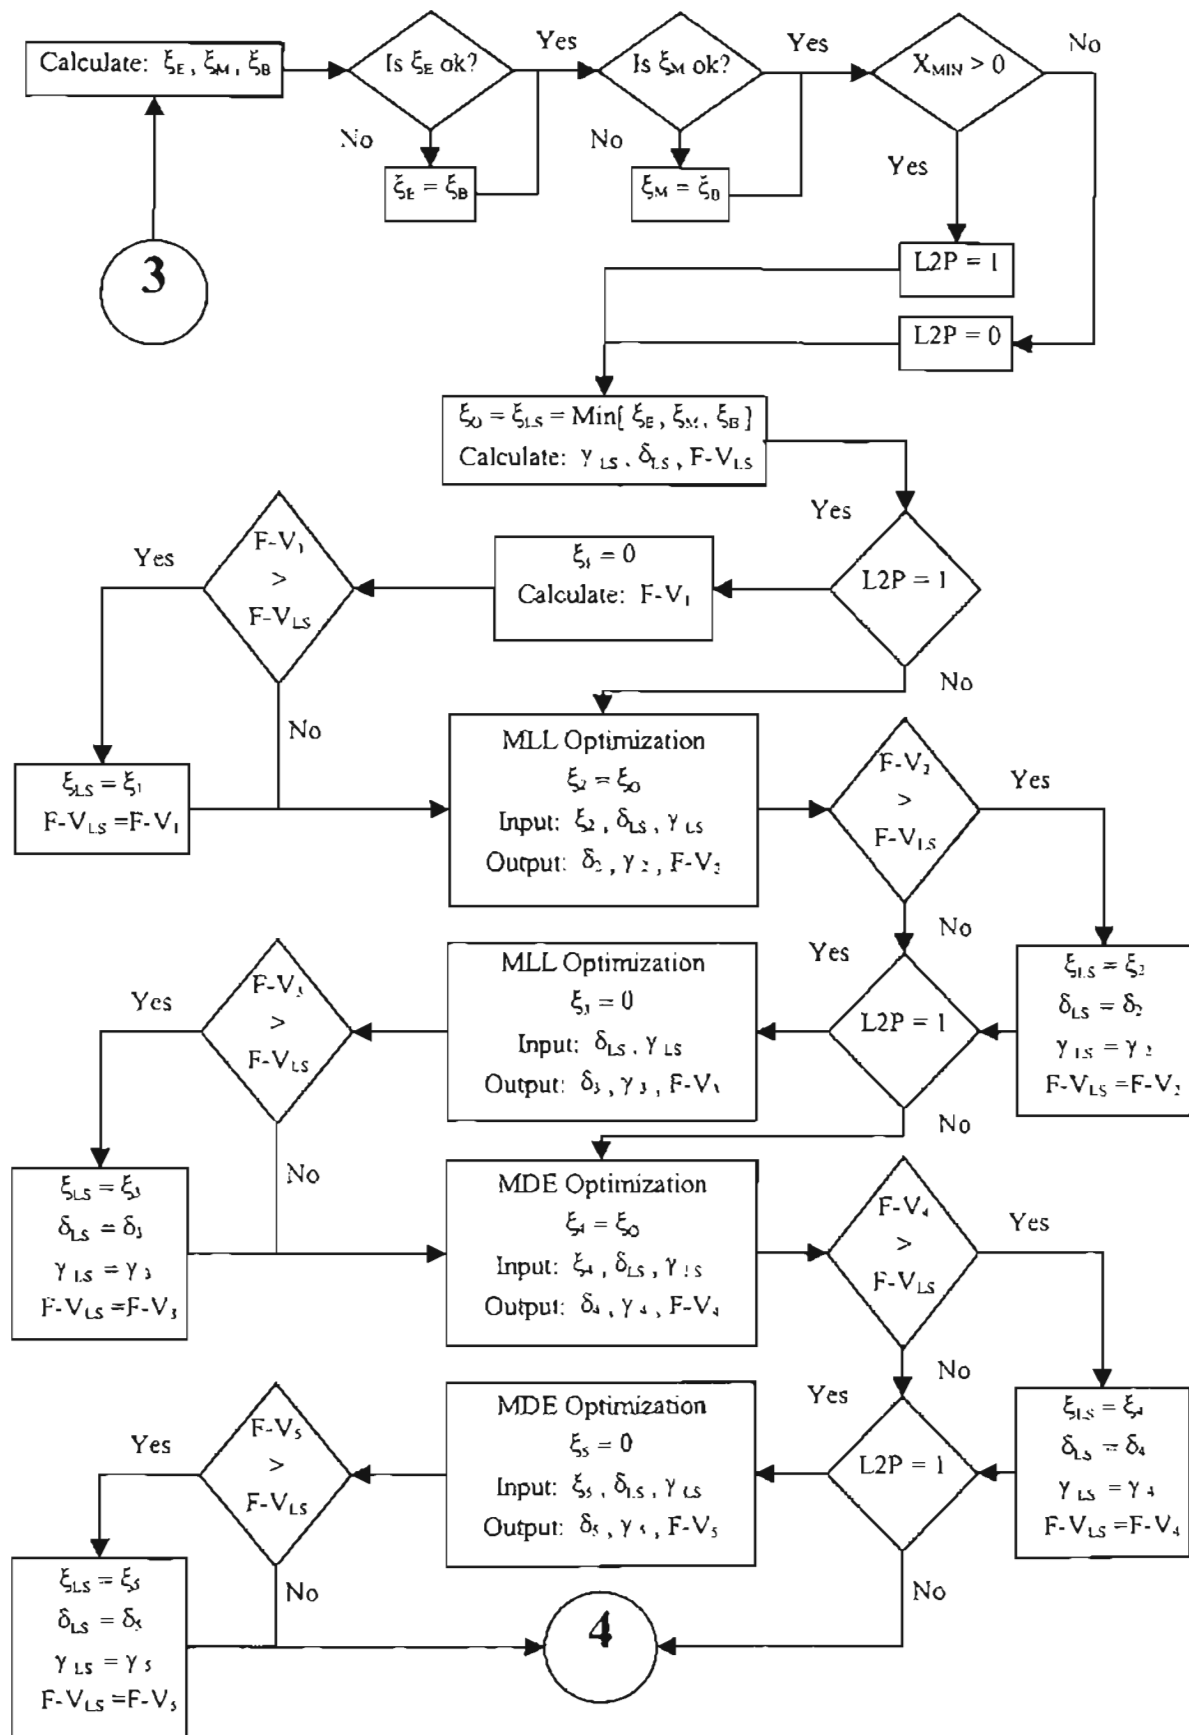 Calculate: ξE, ξM, ξB
Is ξE ok?
Yes
No
ξE = ξB
Is ξM ok?
Yes
No
ξM = ξB
XMIN > 0
No
Yes
L2P = 1
L2P = 0
3
ξO = ξLS = Min[ ξE, ξM, ξB ]
Calculate: γLS, δLS, F-VLS
Yes
L2P = 1
No
ξ1 = 0
Calculate: F-V1
F-V1
>
F-VLS
Yes
No
ξLS = ξ1
F-VLS =F-V1
MLL Optimization
ξ2 = ξO
Input: ξ2, δLS, γLS
Output: δ2, γ2, F-V2
F-V2
>
F-VLS
Yes
No
ξLS = ξ2
δLS = δ2
γLS = γ2
F-VLS =F-V2
Yes
L2P = 1
No
MLL Optimization
ξ3 = 0
Input: δLS, γLS
Output: δ3, γ3, F-V3
F-V3
>
F-VLS
Yes
No
ξLS = ξ3
δLS = δ3
γLS = γ3
F-VLS =F-V3
MDE Optimization
ξ4 = ξO
Input: ξ4, δLS, γLS
Output: δ4, γ4, F-V4
F-V4
>
F-VLS
Yes
No
ξLS = ξ4
δLS = δ4
γLS = γ4
F-VLS =F-V4
Yes
L2P = 1
No
MDE Optimization
ξ5 = 0
Input: ξ5, δLS, γLS
Output: δ5, γ5, F-V5
F-V5
>
F-VLS
Yes
No
ξLS = ξ5
δLS = δ5
γLS = γ5
F-VLS =F-V5
4